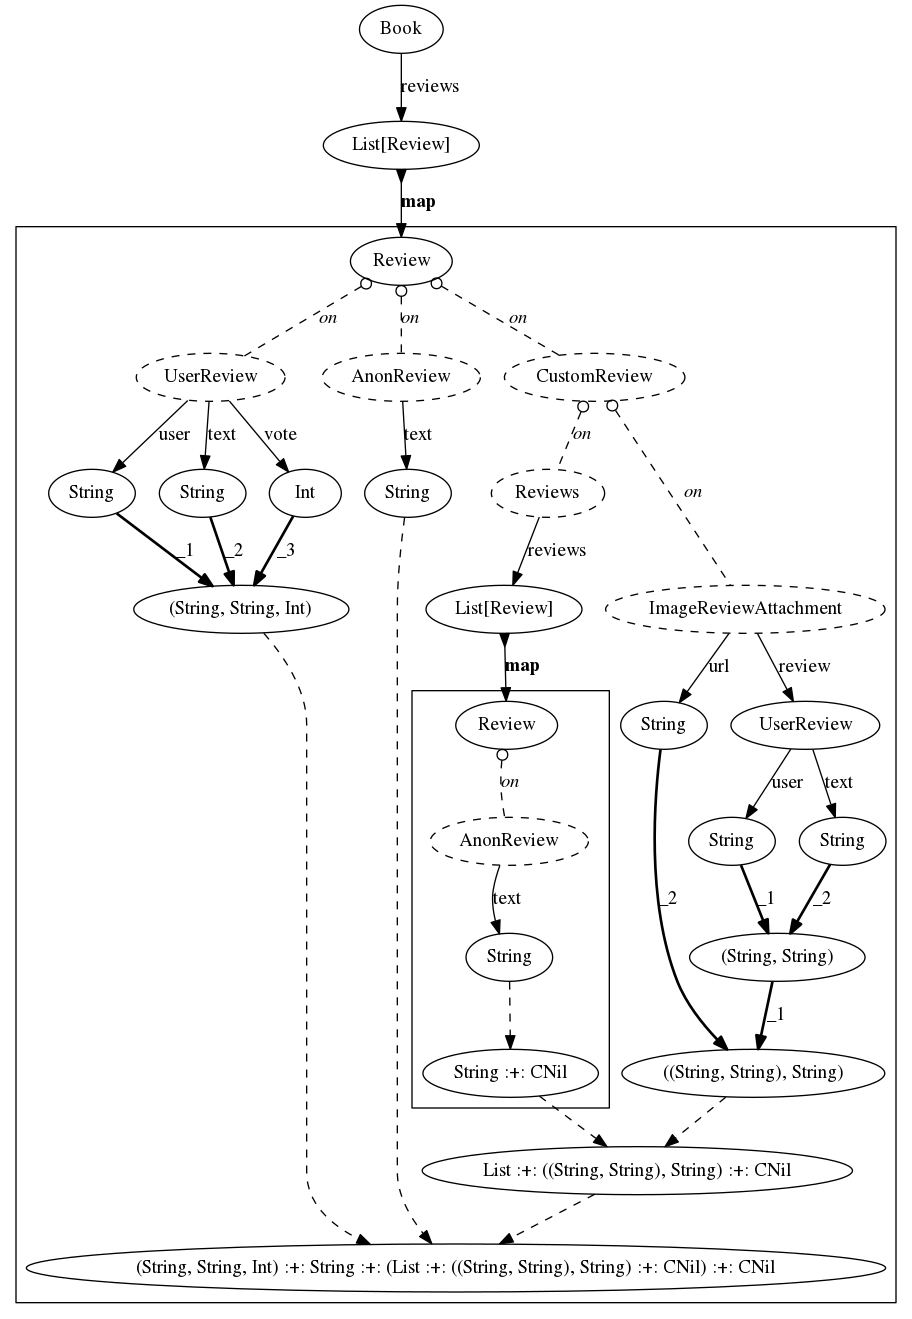 Book
reviews
List[Review]
map
Review
on
on
on
UserReview
AnonReview
CustomReview
user
text
vote
text
on
String
String
Int
String
Reviews
on
_1
_2
_3
reviews
(String, String, Int)
List[Review]
ImageReviewAttachment
map
url
review
Review
String
UserReview
on
user
text
AnonReview
String
String
text
_2
_1
_2
String
(String, String)
_1
String :+: CNil
((String, String), String)
List :+: ((String, String), String) :+: CNil
(String, String, Int) :+: String :+: (List :+: ((String, String), String) :+: CNil) :+: CNil